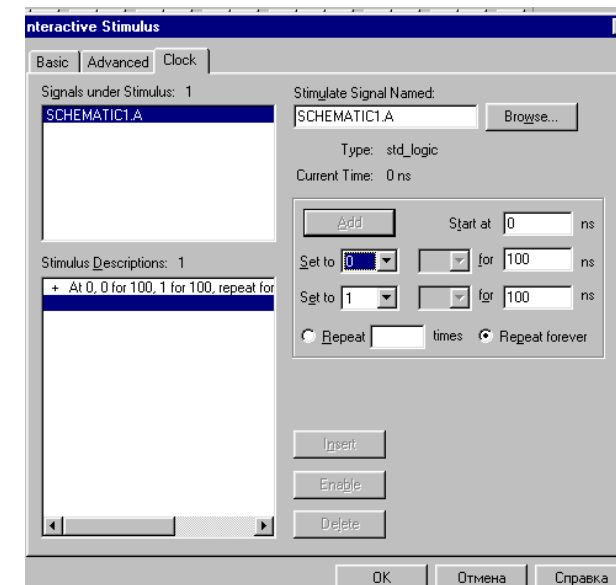 nteractive Stimulus
Basic Advanced Clock
Signals under Stimulus: 1
SCHEMATIC1.A
Stimulate Signal Named:
SCHEMATIC1.A Browse...
Type: std_logic
Current Time: 0 ns
Add Start at 0 ns
Set to 0 for 100 ns
Set to 1 for 100 ns
Repeat times Repeat forever
Stimulus Descriptions: 1
+ At 0, 0 for 100, 1 for 100, repeat for
Insert
Enable
Delete
OK Отмена Справка